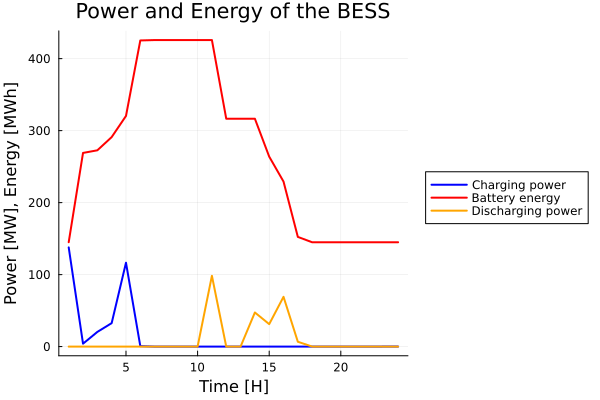 Power and Energy of the BESS
Power [MW], Energy [MWh]
400
300
200
100
0
5
10
15
20
Time [H]
Charging power
Battery energy
Discharging power